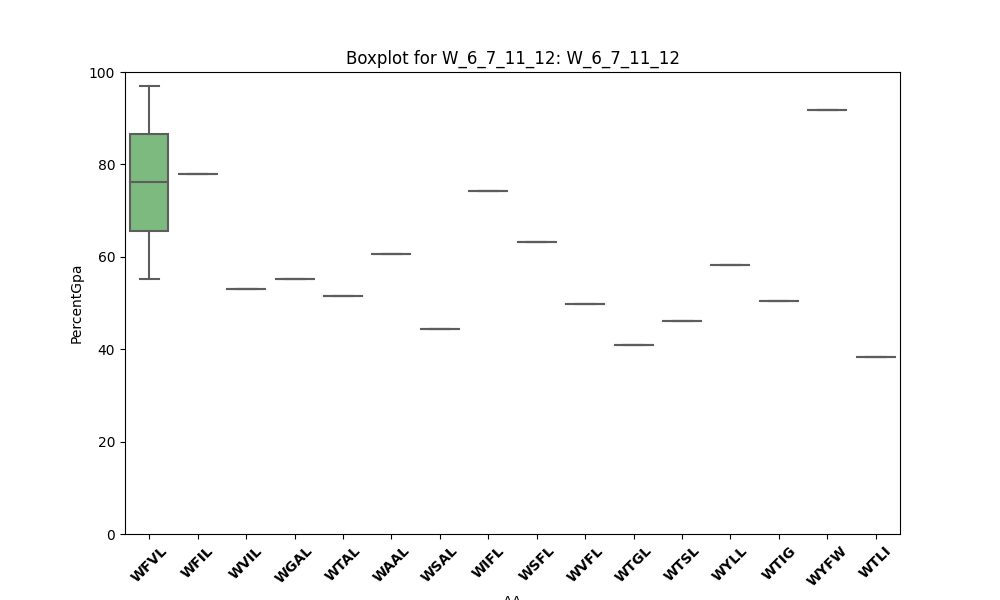 Boxplot for W_6_7_11_12: W_6_7_11_12
100
80
60
40
20
0
PercentGpa
WFVL
WFIL
WVIL
WGAL
WTAL
WAAL
WSAL
WIFL
WSFL
WVFL
WTGL
WTSL
WYLL
WTIG
WYFW
WTLI
AA